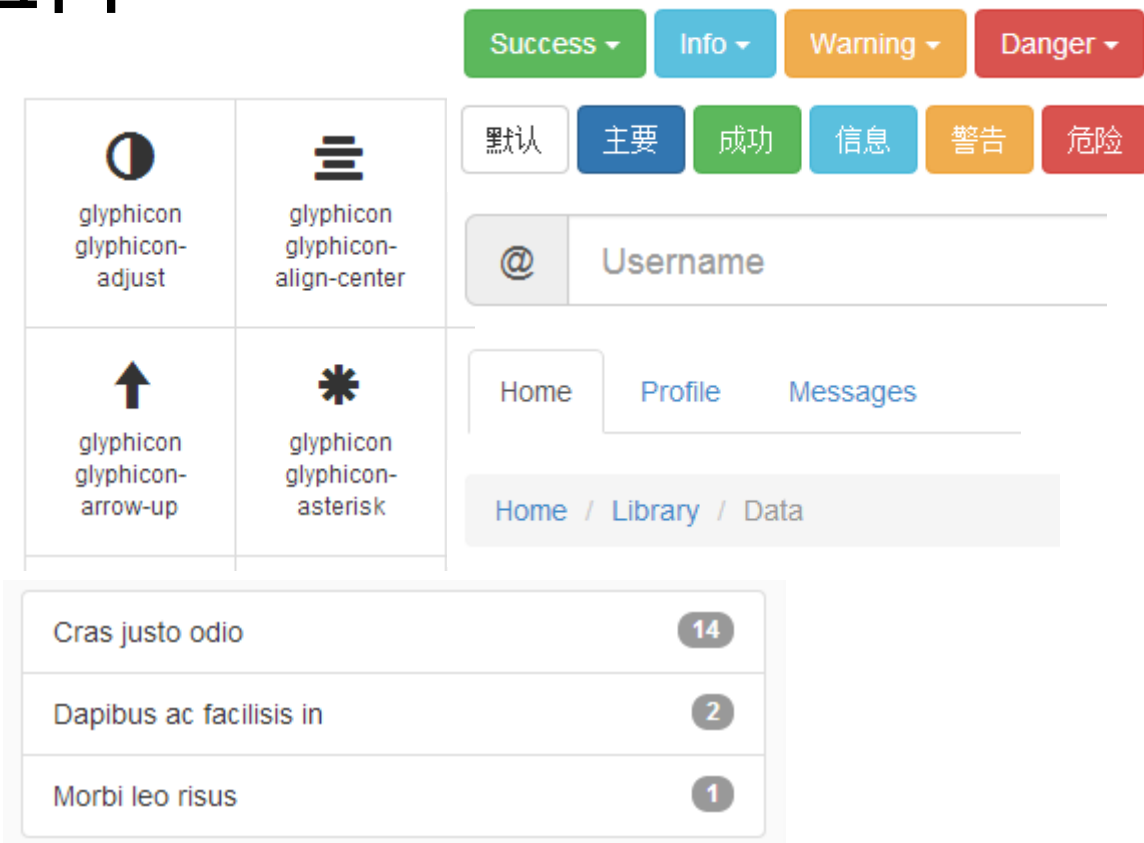 Success Info Warning Danger
默认 主要 成功 信息 警告 危险
glyphicon
glyphicon-
adjust
glyphicon
glyphicon-
align-center
@ Username
glyphicon
glyphicon-
arrow-up
glyphicon
glyphicon-
asterisk
Home Profile Messages
Home / Library / Data
Cras justo odio 14
Dapibus ac facilisis in 2
Morbi leo risus 1